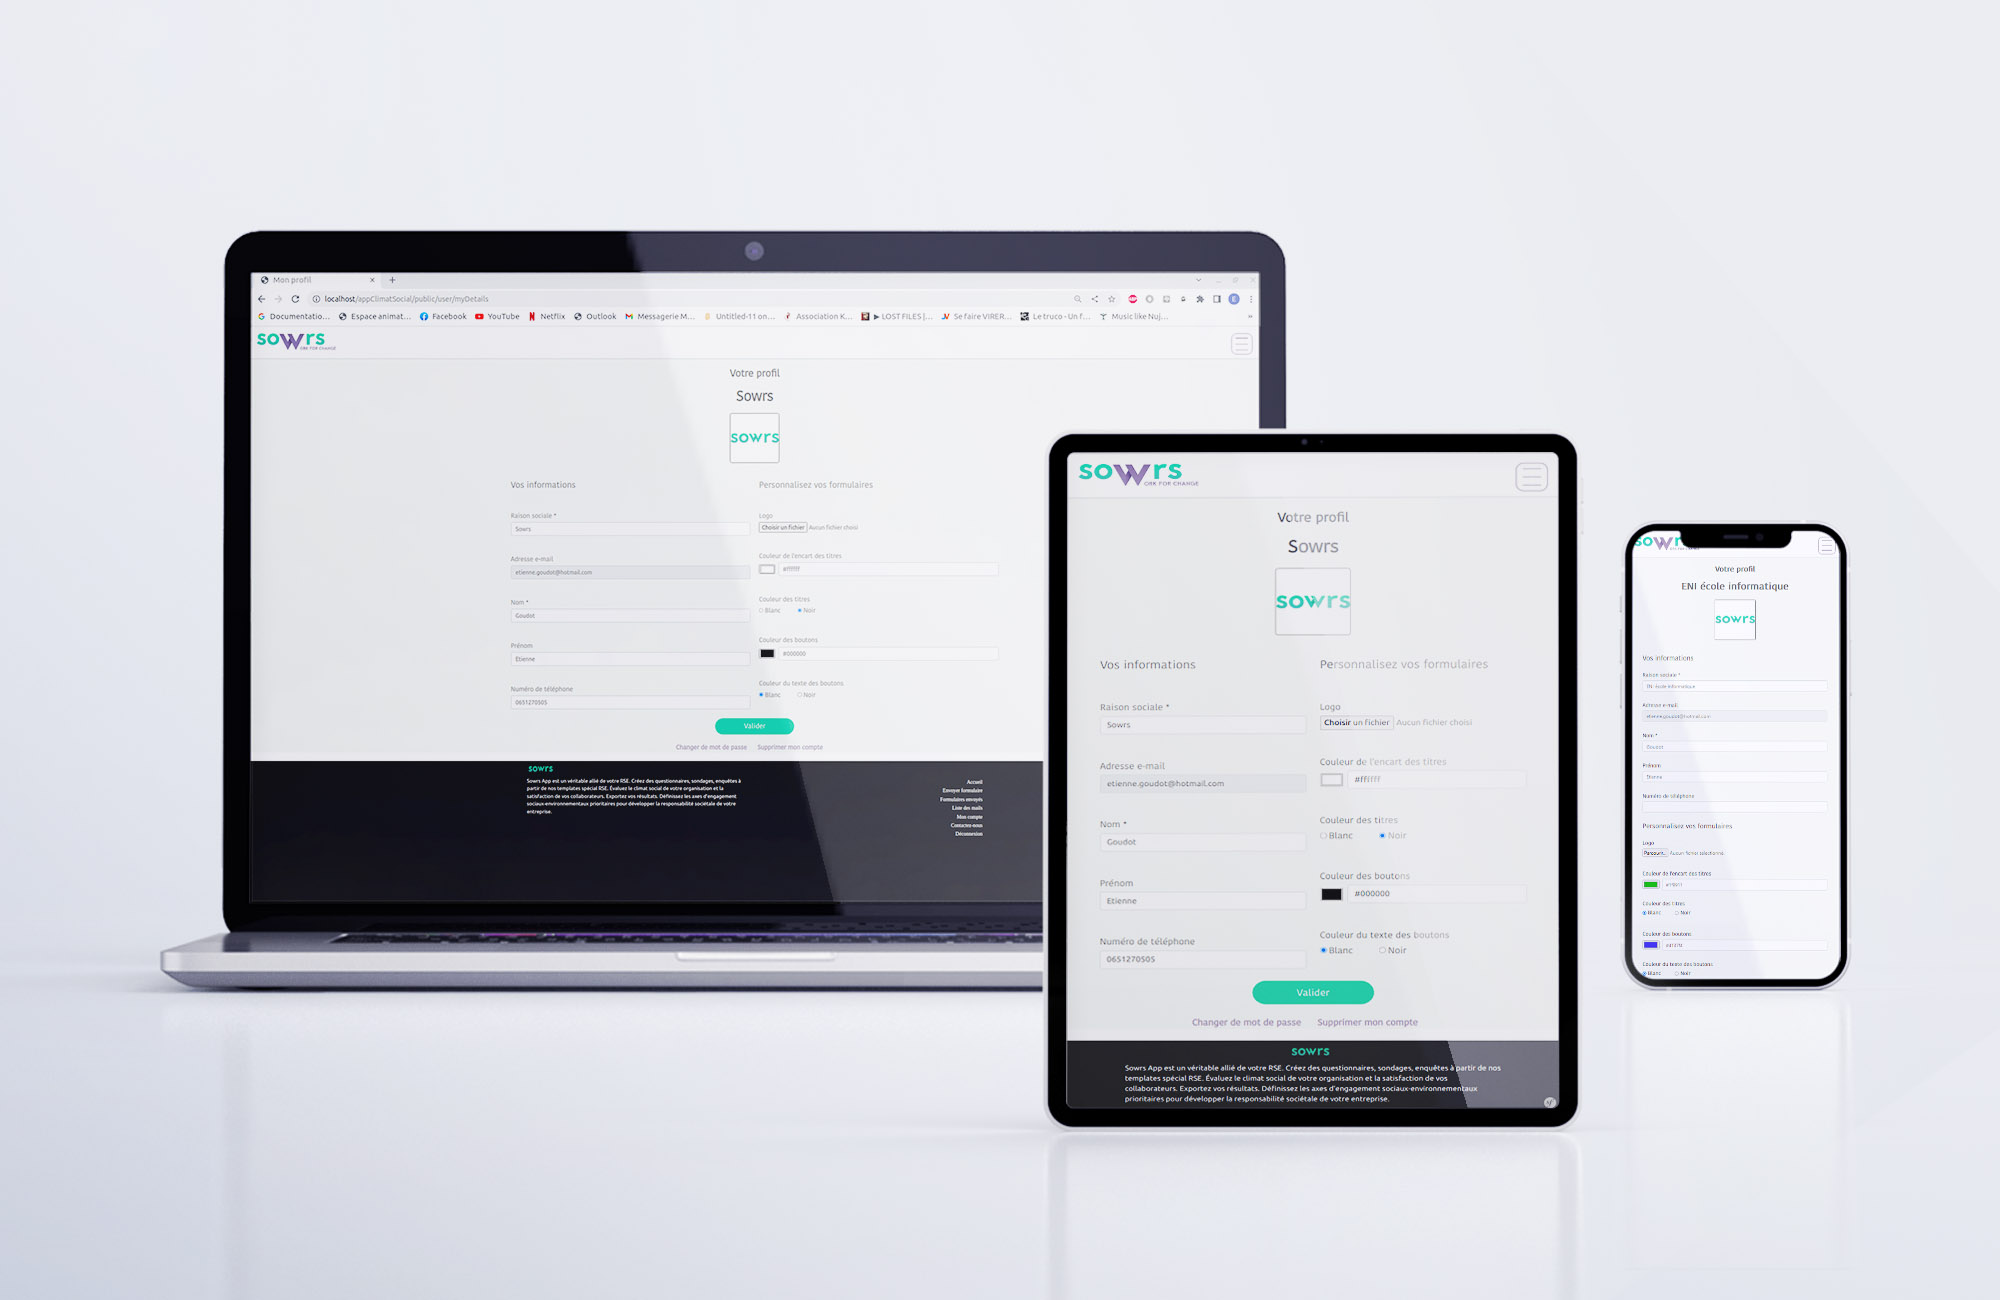 Mon profil
localhost/appClimatSocial/public/user/myDetails
Documentatio... Espace animat... Facebook YouTube Netflix Outlook Messagerie M... Untitled-11 on... Association K... ▶ LOST FILES |... Se faire VIRER... Le truco - Un f... Music like Nuj... »
sowrs
ORK FOR CHANGE
Votre profil
Sowrs
sowrs
Vos informations
Raison sociale *
Sowrs
Adresse e-mail
etienne.goudot@hotmail.com
Nom *
Goudot
Prénom
Etienne
Numéro de téléphone
0651270505
Personnalisez vos formulaires
Logo
Choisir un fichier Aucun fichier choisi
Couleur de l'encart des titres
#ffffff
Couleur des titres
Blanc Noir
Couleur des boutons
#000000
Couleur du texte des boutons
Blanc Noir
Valider
Changer de mot de passe Supprimer mon compte
sowrs
Sowrs App est un véritable allié de votre RSE. Créez des questionnaires, sondages, enquêtes à
partir de nos templates spécial RSE. Évaluez le climat social de votre organisation et la
satisfaction de vos collaborateurs. Exportez vos résultats. Définissez les axes d'engagement
sociaux-environnementaux prioritaires pour développer la responsabilité sociétale de votre
entreprise.
Accueil
Envoyer formulaire
Formulaires envoyés
Liste des mails
Mon compte
Contactez-nous
Déconnexion
sowrs
ORK FOR CHANGE
Votre profil
Sowrs
sowrs
Vos informations
Raison sociale *
Sowrs
Adresse e-mail
etienne.goudot@hotmail.com
Nom *
Goudot
Prénom
Etienne
Numéro de téléphone
0651270505
Personnalisez vos formulaires
Logo
Choisir un fichier Aucun fichier choisi
Couleur de l'encart des titres
#ffffff
Couleur des titres
Blanc Noir
Couleur des boutons
#000000
Couleur du texte des boutons
Blanc Noir
Valider
Changer de mot de passe Supprimer mon compte
sowrs
Sowrs App est un véritable allié de votre RSE. Créez des questionnaires, sondages, enquêtes à partir de nos
templates spécial RSE. Évaluez le climat social de votre organisation et la satisfaction de vos
collaborateurs. Exportez vos résultats. Définissez les axes d'engagement sociaux-environnementaux
prioritaires pour développer la responsabilité sociétale de votre entreprise.
Votre profil
ENI école informatique
sowrs
Vos informations
Raison sociale *
ENI école informatique
Adresse e-mail
etienne.goudot@hotmail.com
Nom *
Goudot
Prénom
Etienne
Numéro de téléphone
Personnalisez vos formulaires
Logo
Parcourir... Aucun fichier sélectionné.
Couleur de l'encart des titres
Couleur des titres
Blanc Noir
Couleur des boutons
Couleur du texte des boutons
Blanc Noir